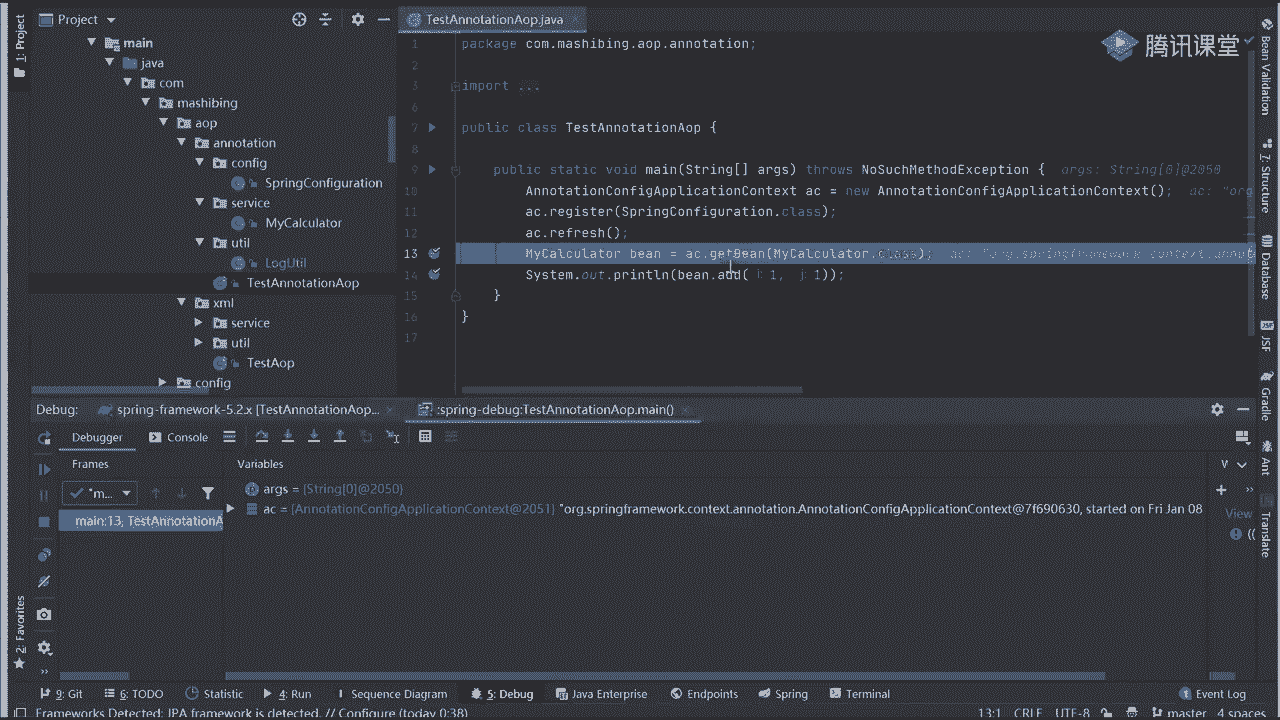 1: Project
Project
TestAnnotationAop.java
main
java
com
mashibing
aop
annotation
config
SpringConfiguration
service
MyCalculator
util
LogUtil
TestAnnotationAop
xml
service
util
TestAop
config
1 package com.mashibing.aop.annotation;
2
3 import ...
6
7 public class TestAnnotationAop {
8
9 public static void main(String[] args) throws NoSuchMethodException { args: String[0]@2050
10 AnnotationConfigApplicationContext ac = new AnnotationConfigApplicationContext(); ac: "org
11 ac.register(SpringConfiguration.class);
12 ac.refresh();
13 MyCalculator bean = ac.getBean(MyCalculator.class); ac: "org.springframework.context.annot
14 System.out.println(bean.add( i: 1, j: 1));
15 }
16 }
17
腾讯课堂
Bean Validation
7: Structure
Database
JSF
Gradle
Ant
View
Translate
Debug: spring-framework-5.2.x [TestAnnotationAop... :spring-debug:TestAnnotationAop.main()
Debugger Console
Frames
Variables
"m...
args = {String[0]@2050}
main:13, TestAnnotationA
ac = {AnnotationConfigApplicationContext@2051} "org.springframework.context.annotation.AnnotationConfigApplicationContext@7f690630, started on Fri Jan 08
2: Favorites
9: Git 6: TODO Statistic 4: Run Sequence Diagram 5: Debug Java Enterprise Endpoints Spring Terminal Event Log
Frameworks Detected: JPA framework is detected. // Configure (today 0:38) 13:1 CRLF UTF-8 master 4 spaces